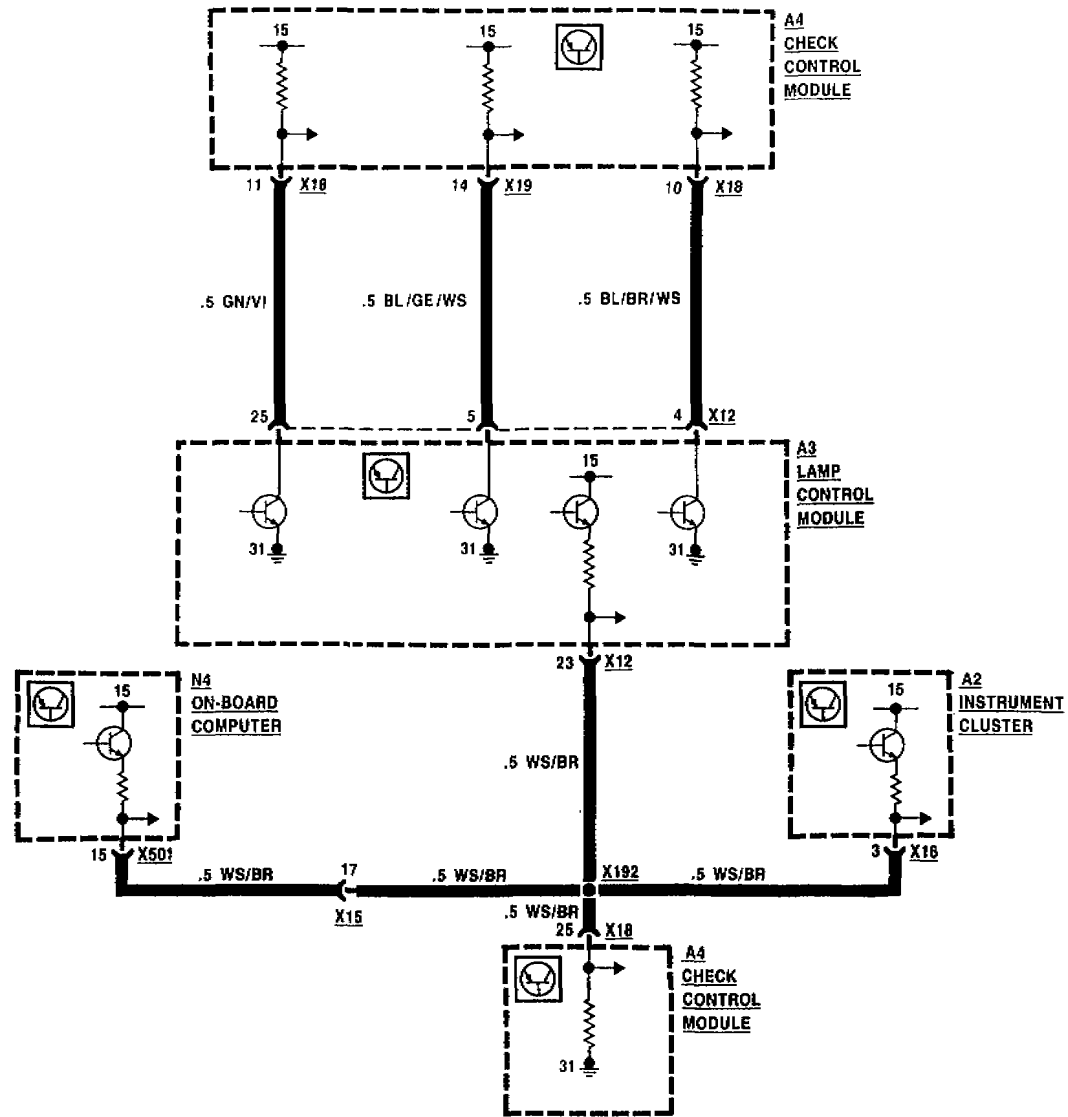 15
15
15
A4
CHECK
CONTROL
MODULE
11 X18
14 X19
10 X18
.5 GN/VI
.5 BL/GE/WS
.5 BL/BR/WS
25
5
4 X12
A3
LAMP
CONTROL
MODULE
15
31
31
31
23 X12
N4
ON-BOARD
COMPUTER
15
A2
INSTRUMENT
CLUSTER
15
.5 WS/BR
15 X501
3 X16
.5 WS/BR
17
X15
.5 WS/BR
X192
.5 WS/BR
.5 WS/BR
25 X18
A4
CHECK
CONTROL
MODULE
31